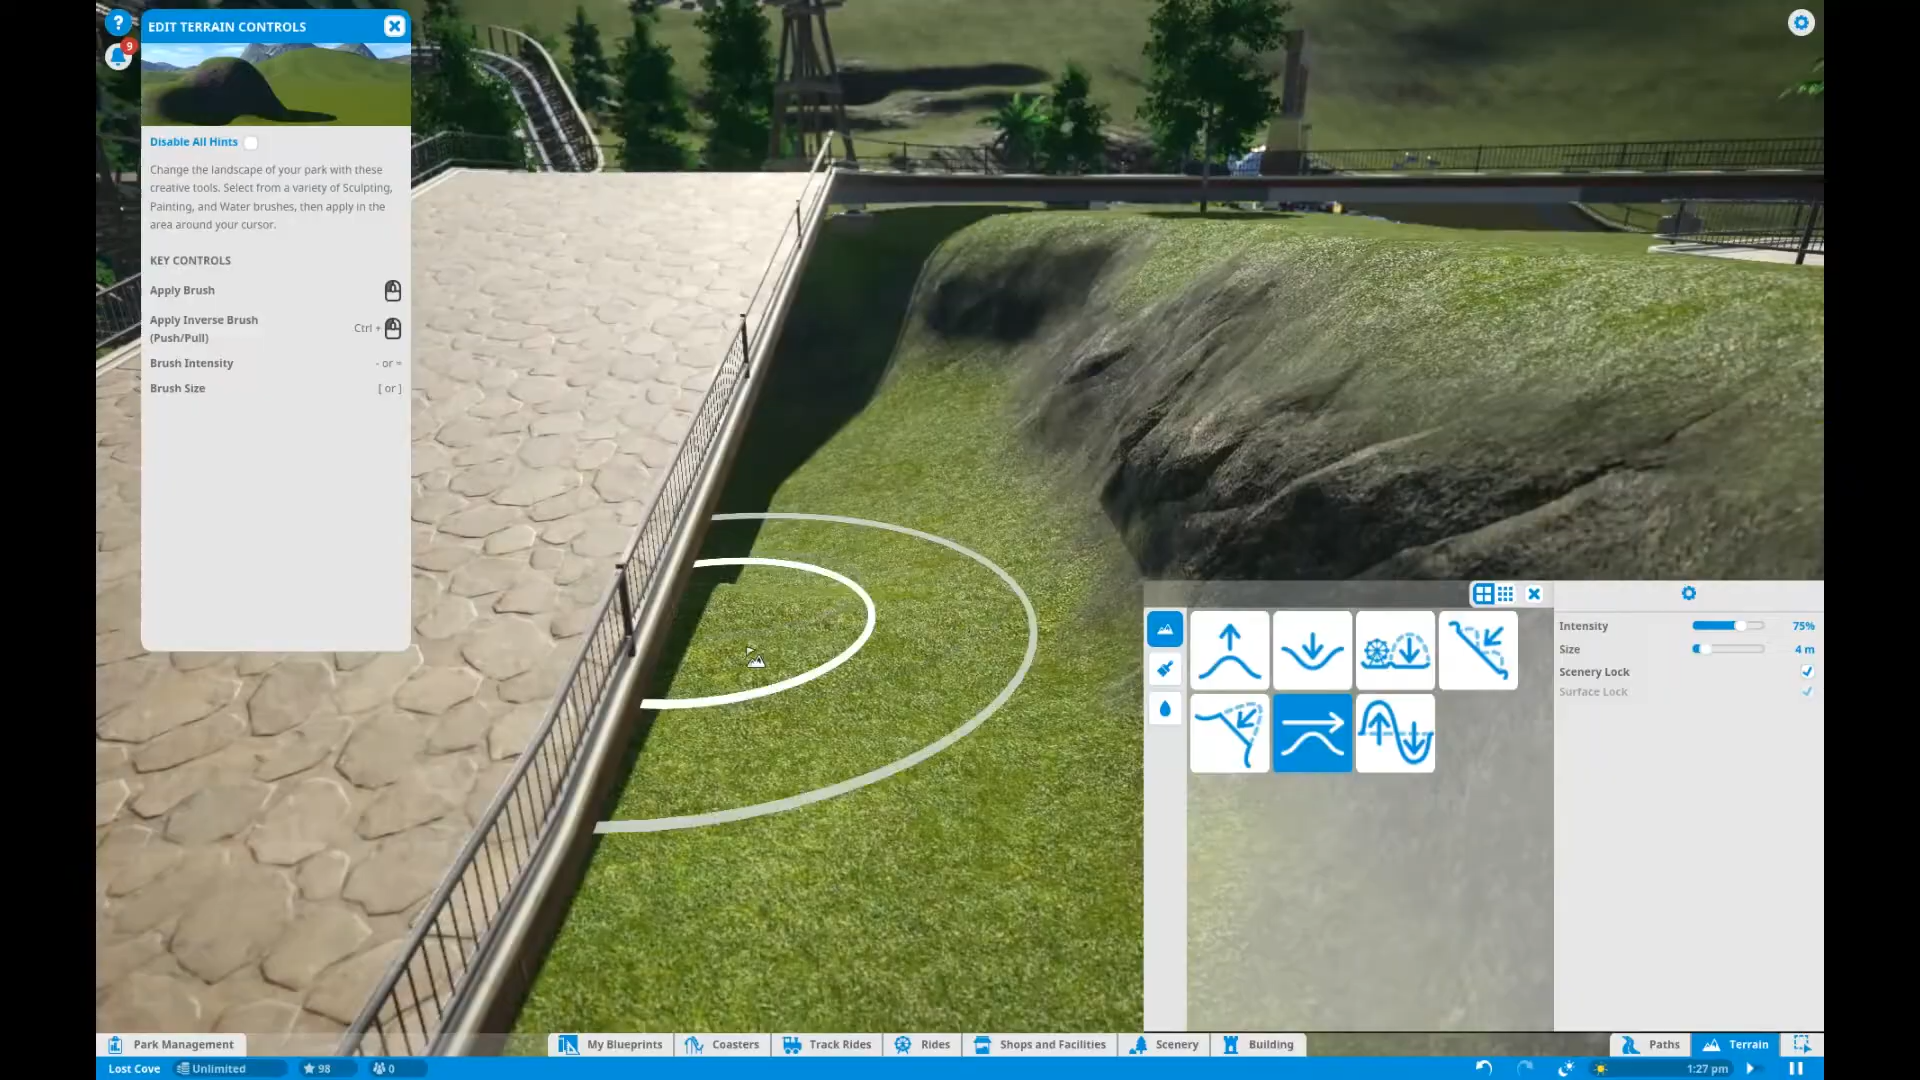 ?
9
EDIT TERRAIN CONTROLS
Disable All Hints
Change the landscape of your park with these
creative tools. Select from a variety of Sculpting,
Painting, and Water brushes, then apply in the
area around your cursor.
KEY CONTROLS
Apply Brush
Apply Inverse Brush
(Push/Pull)
Ctrl +
Brush Intensity
- or =
Brush Size
[ or ]
Intensity
75%
Size
4 m
Scenery Lock
Surface Lock
Park Management
My Blueprints
Coasters
Track Rides
Rides
Shops and Facilities
Scenery
Building
Paths
Terrain
Lost Cove
Unlimited
98
0
1:27 pm